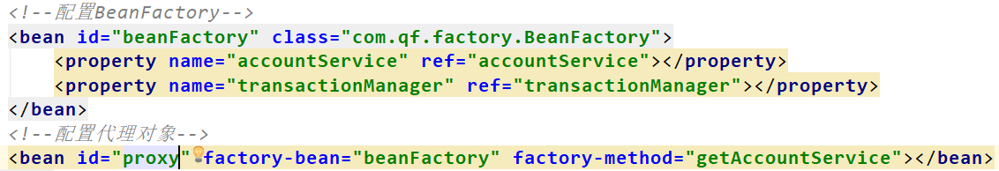 <!--配置BeanFactory-->
<bean id="beanFactory" class="com.qf.factory.BeanFactory">
    <property name="accountService" ref="accountService"></property>
    <property name="transactionManager" ref="transactionManager"></property>
</bean>
<!--配置代理对象-->
<bean id="proxy" factory-bean="beanFactory" factory-method="getAccountService"></bean>